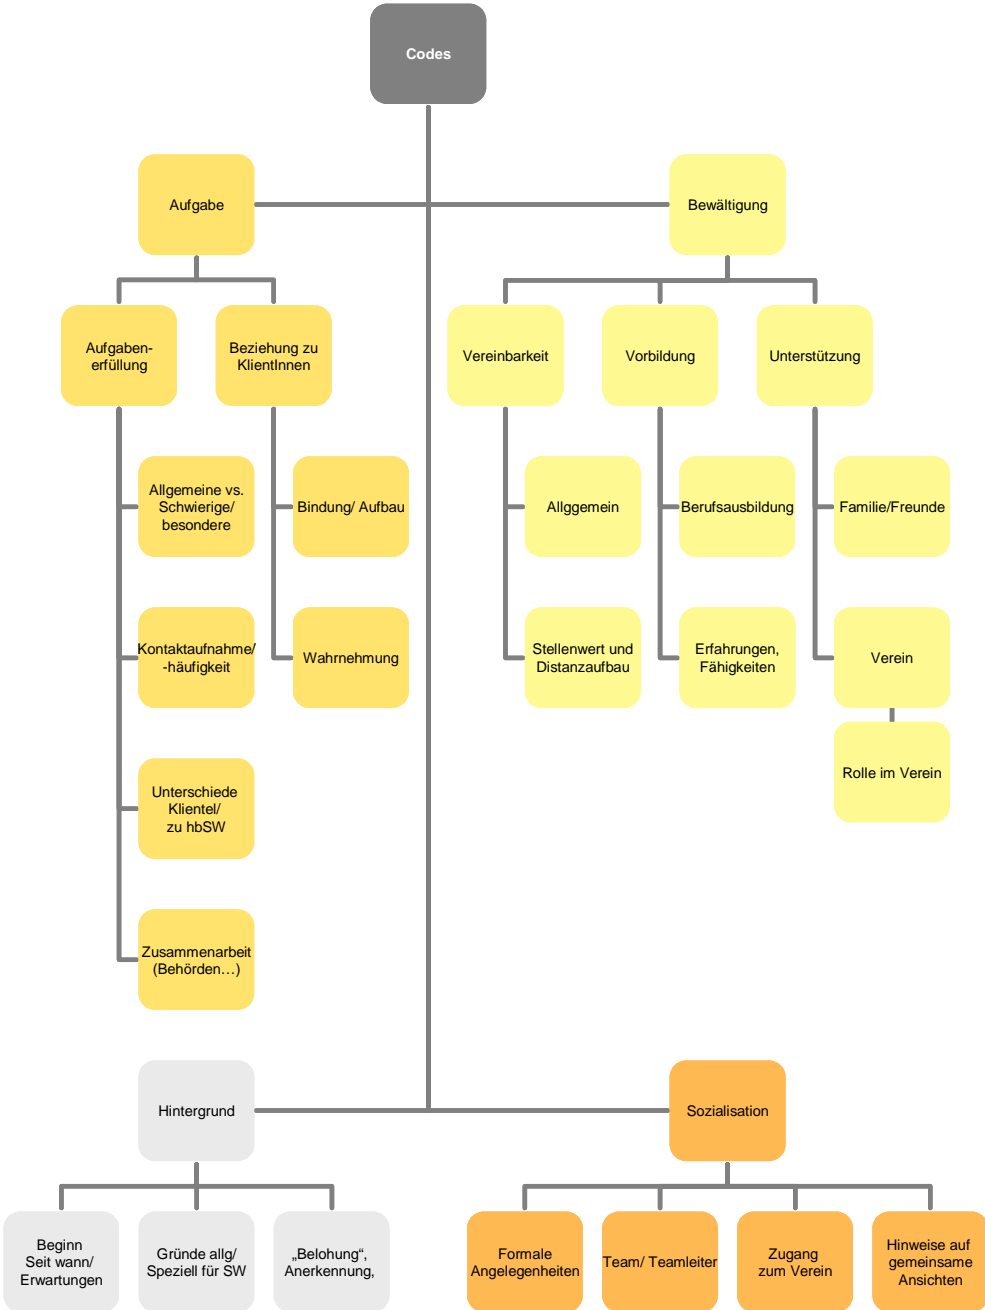 Codes
Aufgabe
Bewältigung
Aufgaben-
erfüllung
Beziehung zu
KlientInnen
Vereinbarkeit
Vorbildung
Unterstützung
Allgemeine vs.
Schwierige/
besondere
Bindung/ Aufbau
Allggemein
Berufsausbildung
Familie/Freunde
Kontaktaufnahme/
-häufigkeit
Wahrnehmung
Stellenwert und
Distanzaufbau
Erfahrungen,
Fähigkeiten
Verein
Rolle im Verein
Unterschiede
Klientel/
zu hbSW
Zusammenarbeit
(Behörden…)
Hintergrund
Sozialisation
Beginn
Seit wann/
Erwartungen
Gründe allg/
Speziell für SW
„Belohung“,
Anerkennung,
Formale
Angelegenheiten
Team/ Teamleiter
Zugang
zum Verein
Hinweise auf
gemeinsame
Ansichten